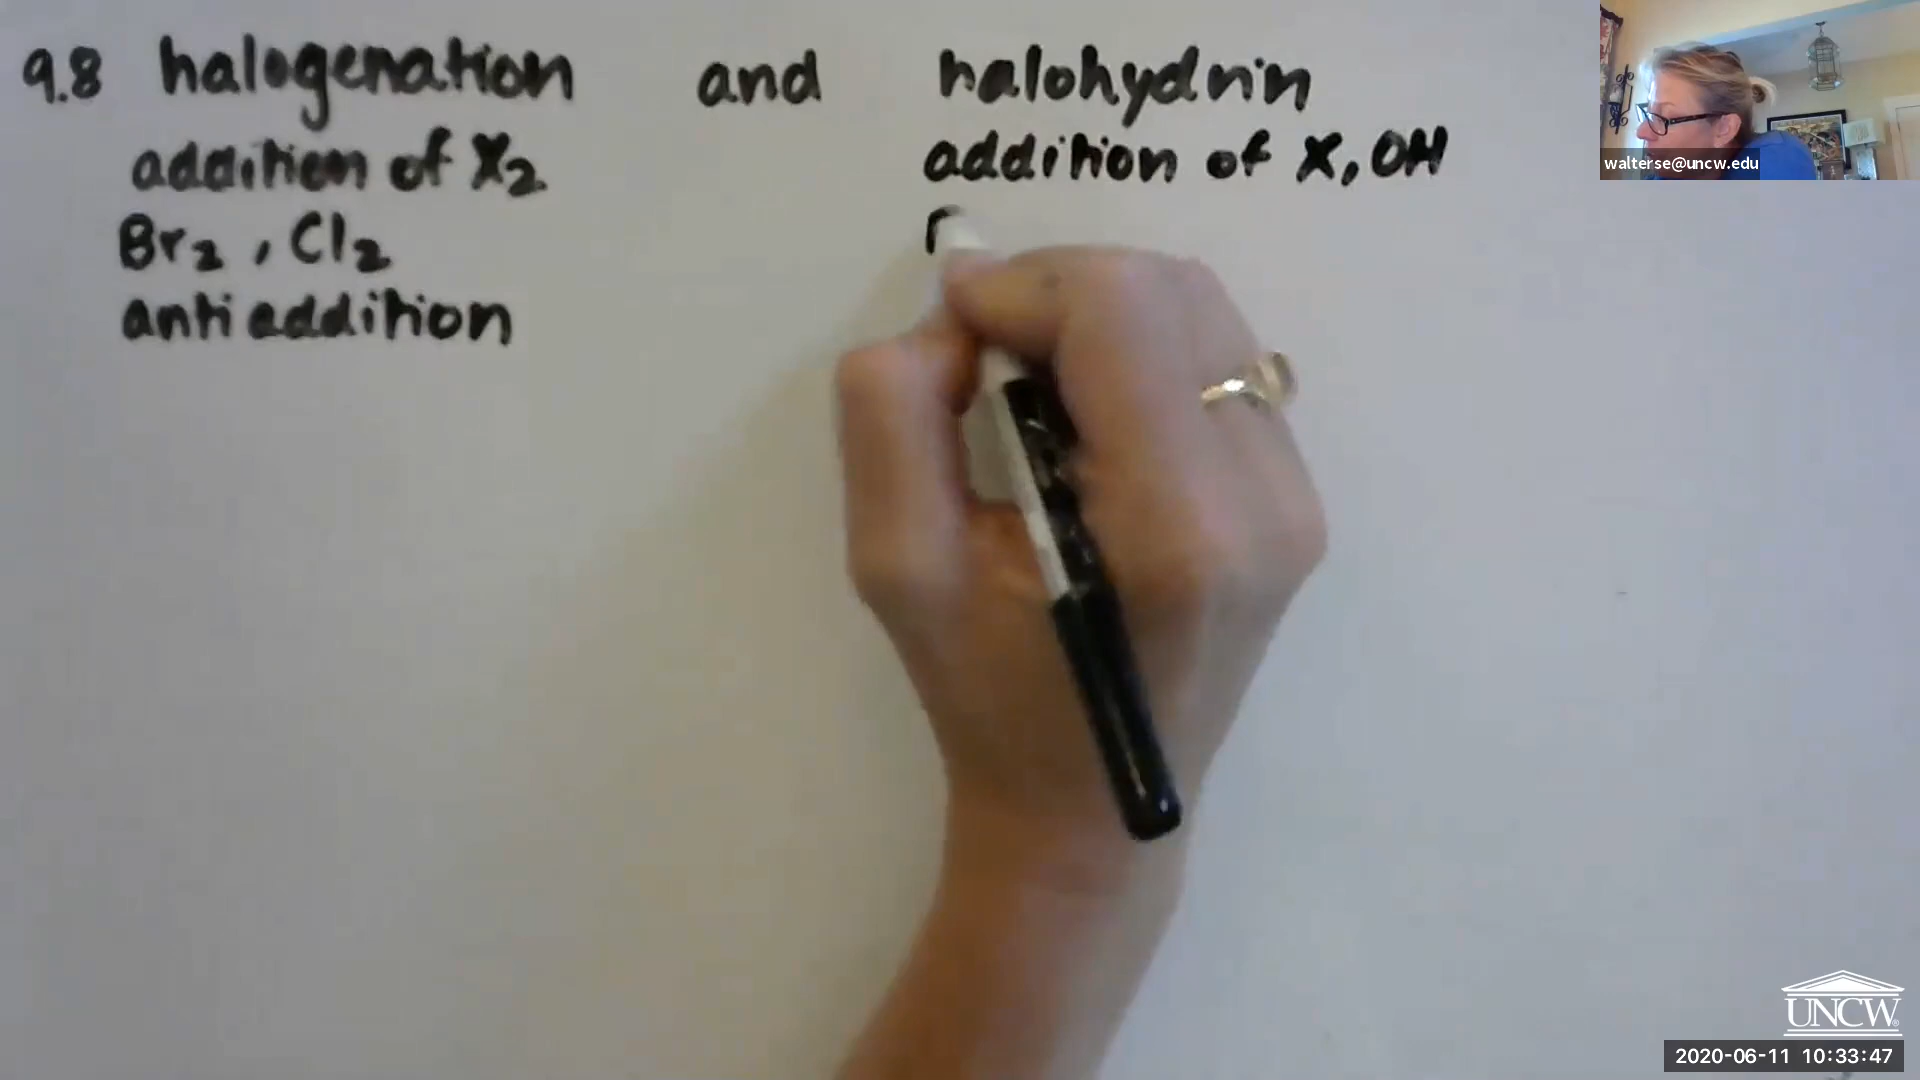 9.8 halogenation and halohydrin
addition of X2 addition of X, OH
Br2, Cl2
anti addition
walterse@uncw.edu
UNCW
2020-06-11 10:33:47